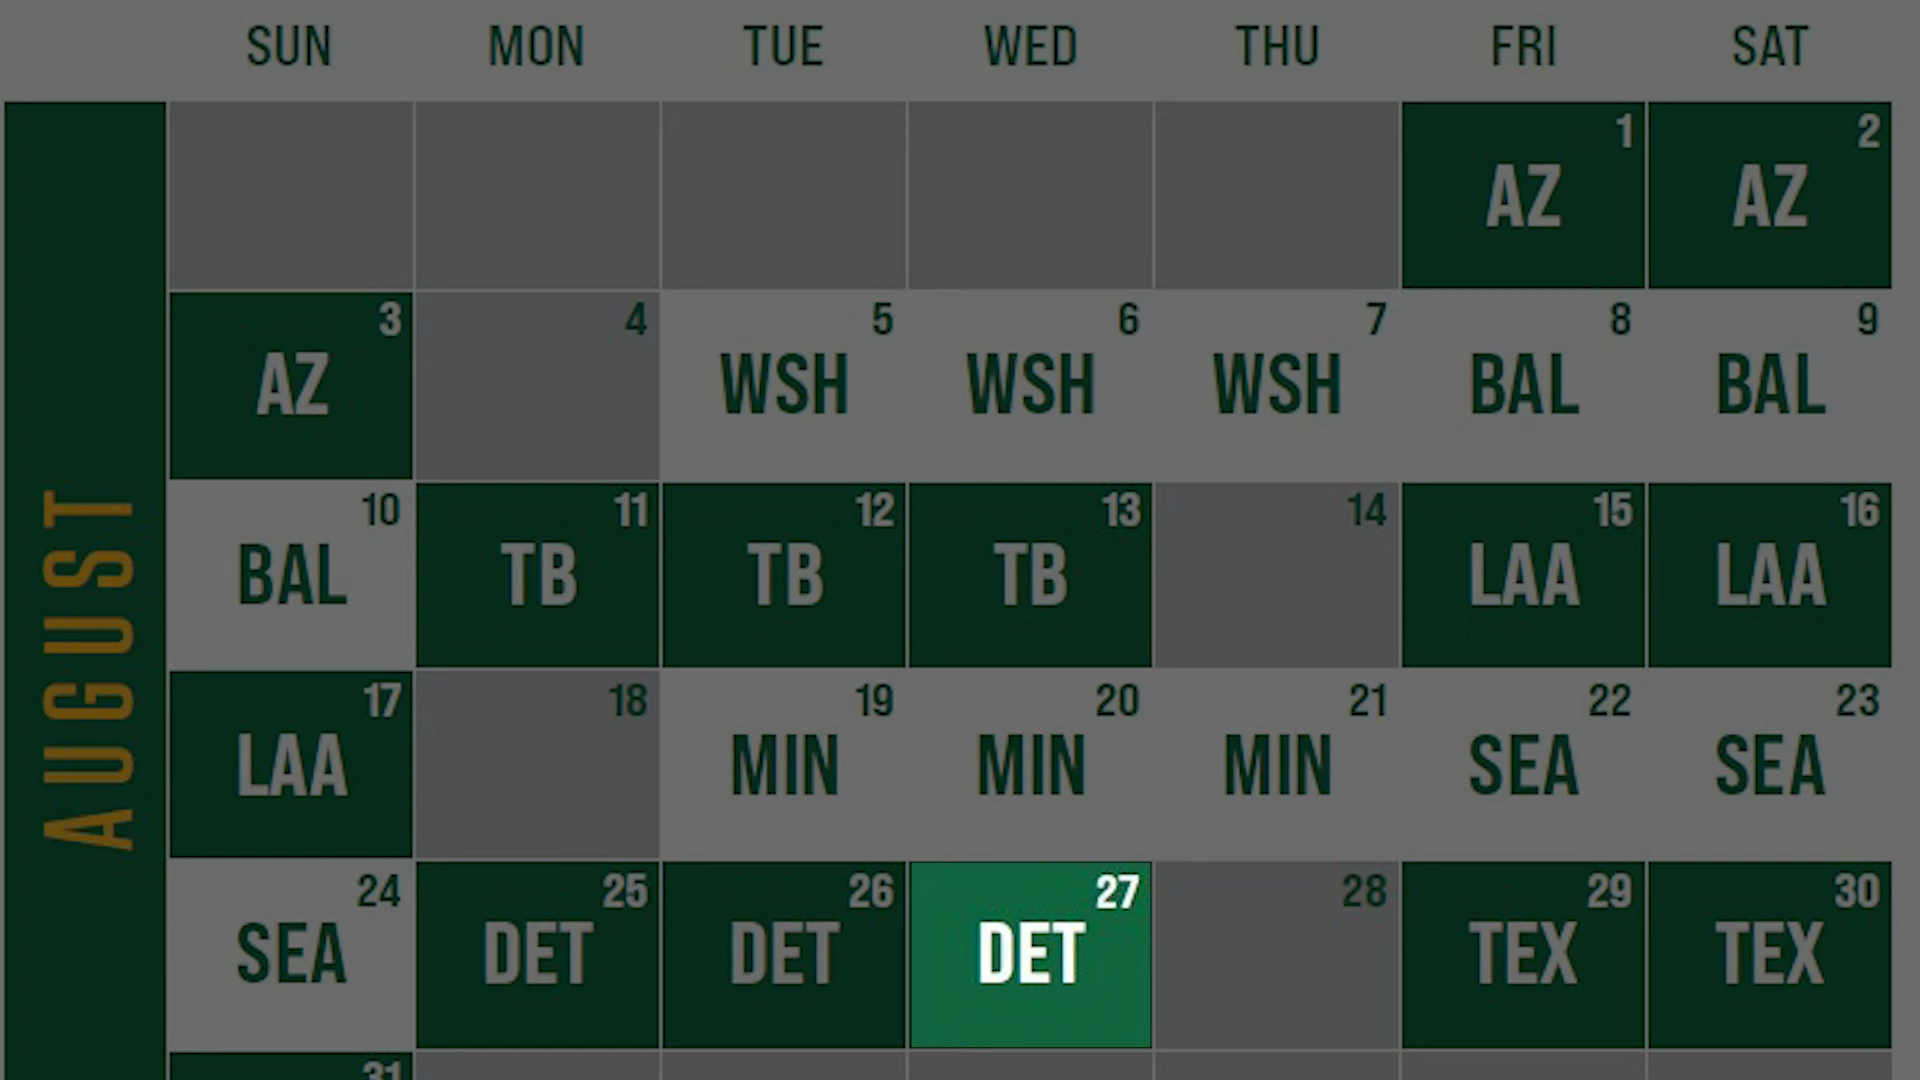 SUN MON TUE WED THU FRI SAT
AUGUST
1 2
AZ AZ
3 4 5 6 7 8 9
AZ WSH WSH WSH BAL BAL
10 11 12 13 14 15 16
BAL TB TB TB LAA LAA
17 18 19 20 21 22 23
LAA MIN MIN MIN SEA SEA
24 25 26 27 28 29 30
SEA DET DET DET TEX TEX
31